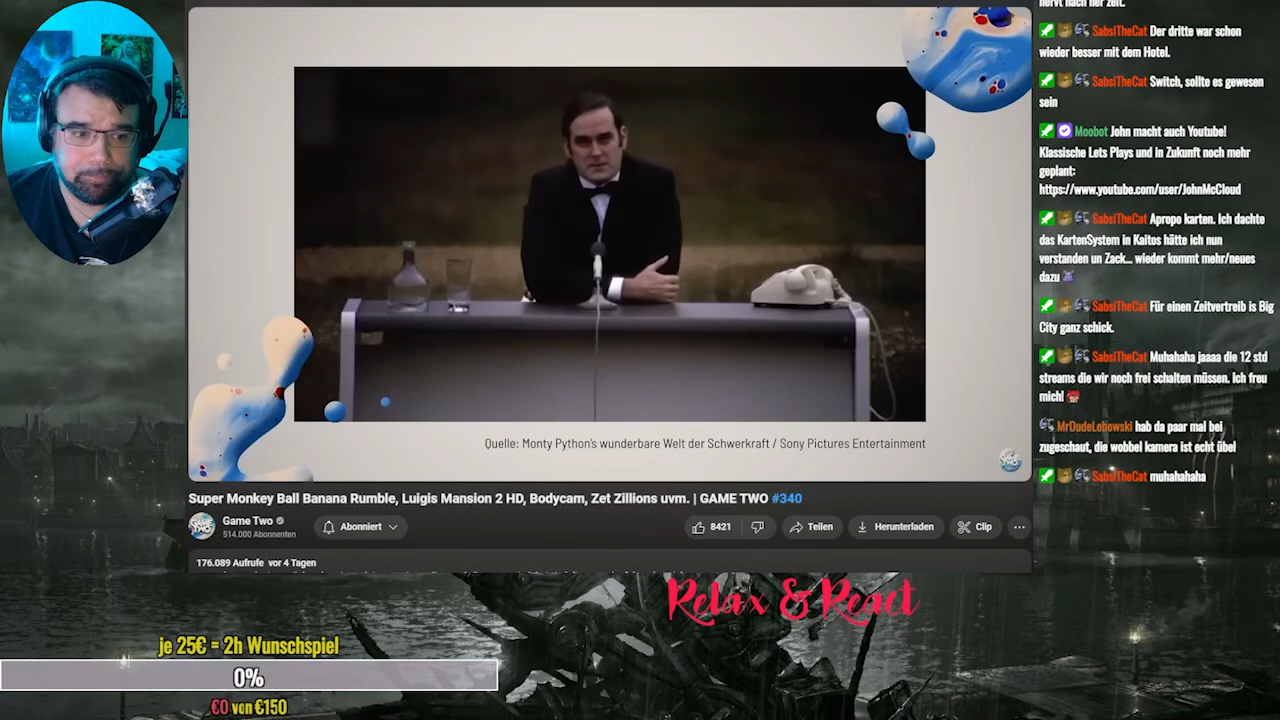 nervt nach ner zeit.
SabsiTheCat Der dritte war schon
wieder besser mit dem Hotel.
SabsiTheCat Switch, sollte es gewesen
sein
Moobot John macht auch Youtube!
Klassische Lets Plays und in Zukunft noch mehr
geplant:
https://www.youtube.com/user/JohnMcCloud
SabsiTheCat Apropo karten. Ich dachte
das KartenSystem in Kaitos hätte ich nun
verstanden un Zack... wieder kommt mehr/neues
dazu
SabsiTheCat Für einen Zeitvertreib is Big
City ganz schick.
SabsiTheCat Muhahaha jaaaa die 12 std
streams die wir noch frei schalten müssen. Ich freu
mich!
MrDudeLebowski hab da paar mal bei
zugeschaut, die wobbel kamera ist echt übel
SabsiTheCat muhahahaha
Quelle: Monty Python's wunderbare Welt der Schwerkraft / Sony Pictures Entertainment
Super Monkey Ball Banana Rumble, Luigis Mansion 2 HD, Bodycam, Zet Zillions uvm. | GAME TWO #340
GAME TWO
Game Two
514.000 Abonnenten
Abonniert
8421
Teilen
Herunterladen
Clip
176.089 Aufrufe vor 4 Tagen
Relax & React
je 25€ = 2h Wunschspiel
0%
€0 von €150